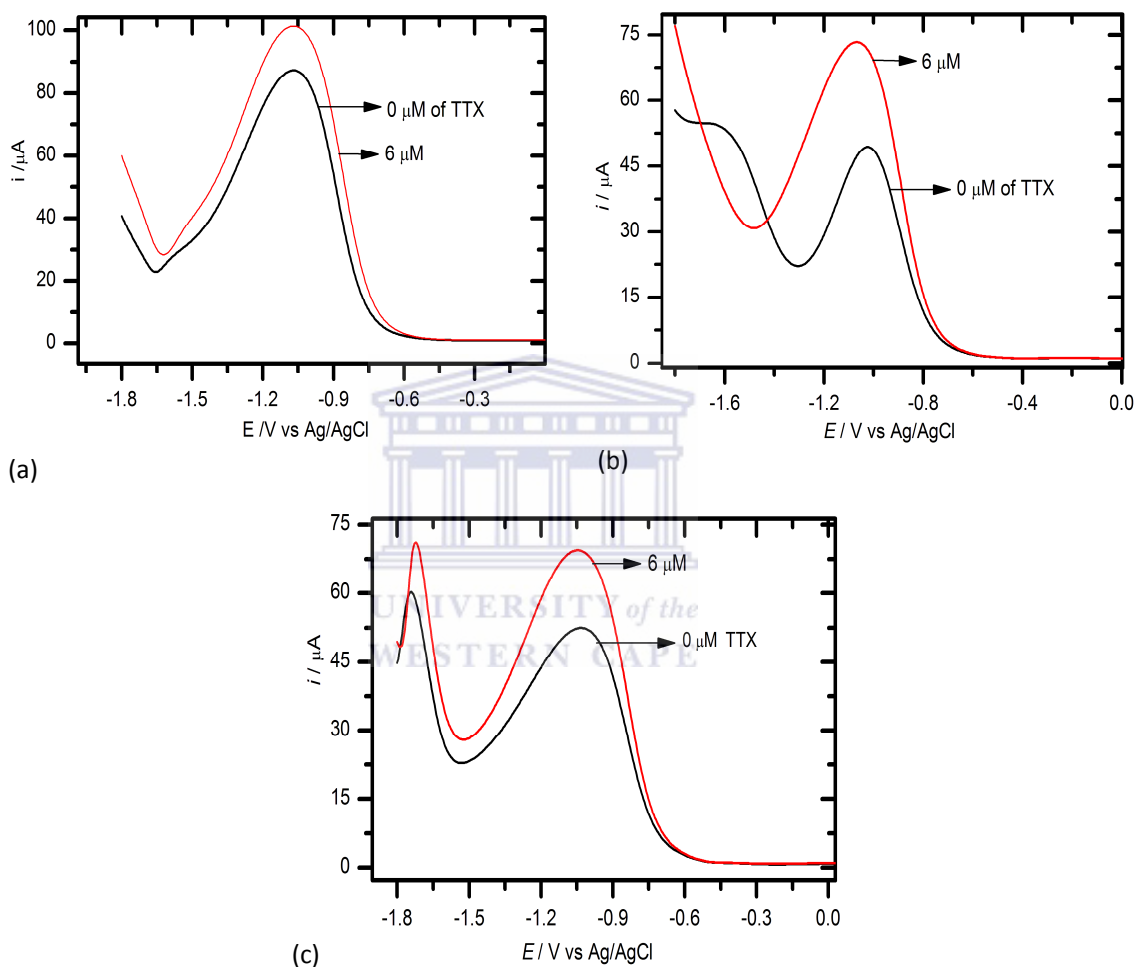 100
80
60
40
20
0
i /µA
0 µM of TTX
6 µM
-1.8 -1.5 -1.2 -0.9 -0.6 -0.3
E /V vs Ag/AgCl
(a)
75
60
45
30
15
0
i / µA
6 µM
0 µM of TTX
-1.6 -1.2 -0.8 -0.4 0.0
E / V vs Ag/AgCl
(b)
75
60
45
30
15
0
i / µA
6 µM
0 µM TTX
UNIVERSITY of the
WESTERN CAPE
-1.8 -1.5 -1.2 -0.9 -0.6 -0.3 0.0
E / V vs Ag/AgCl
(c)